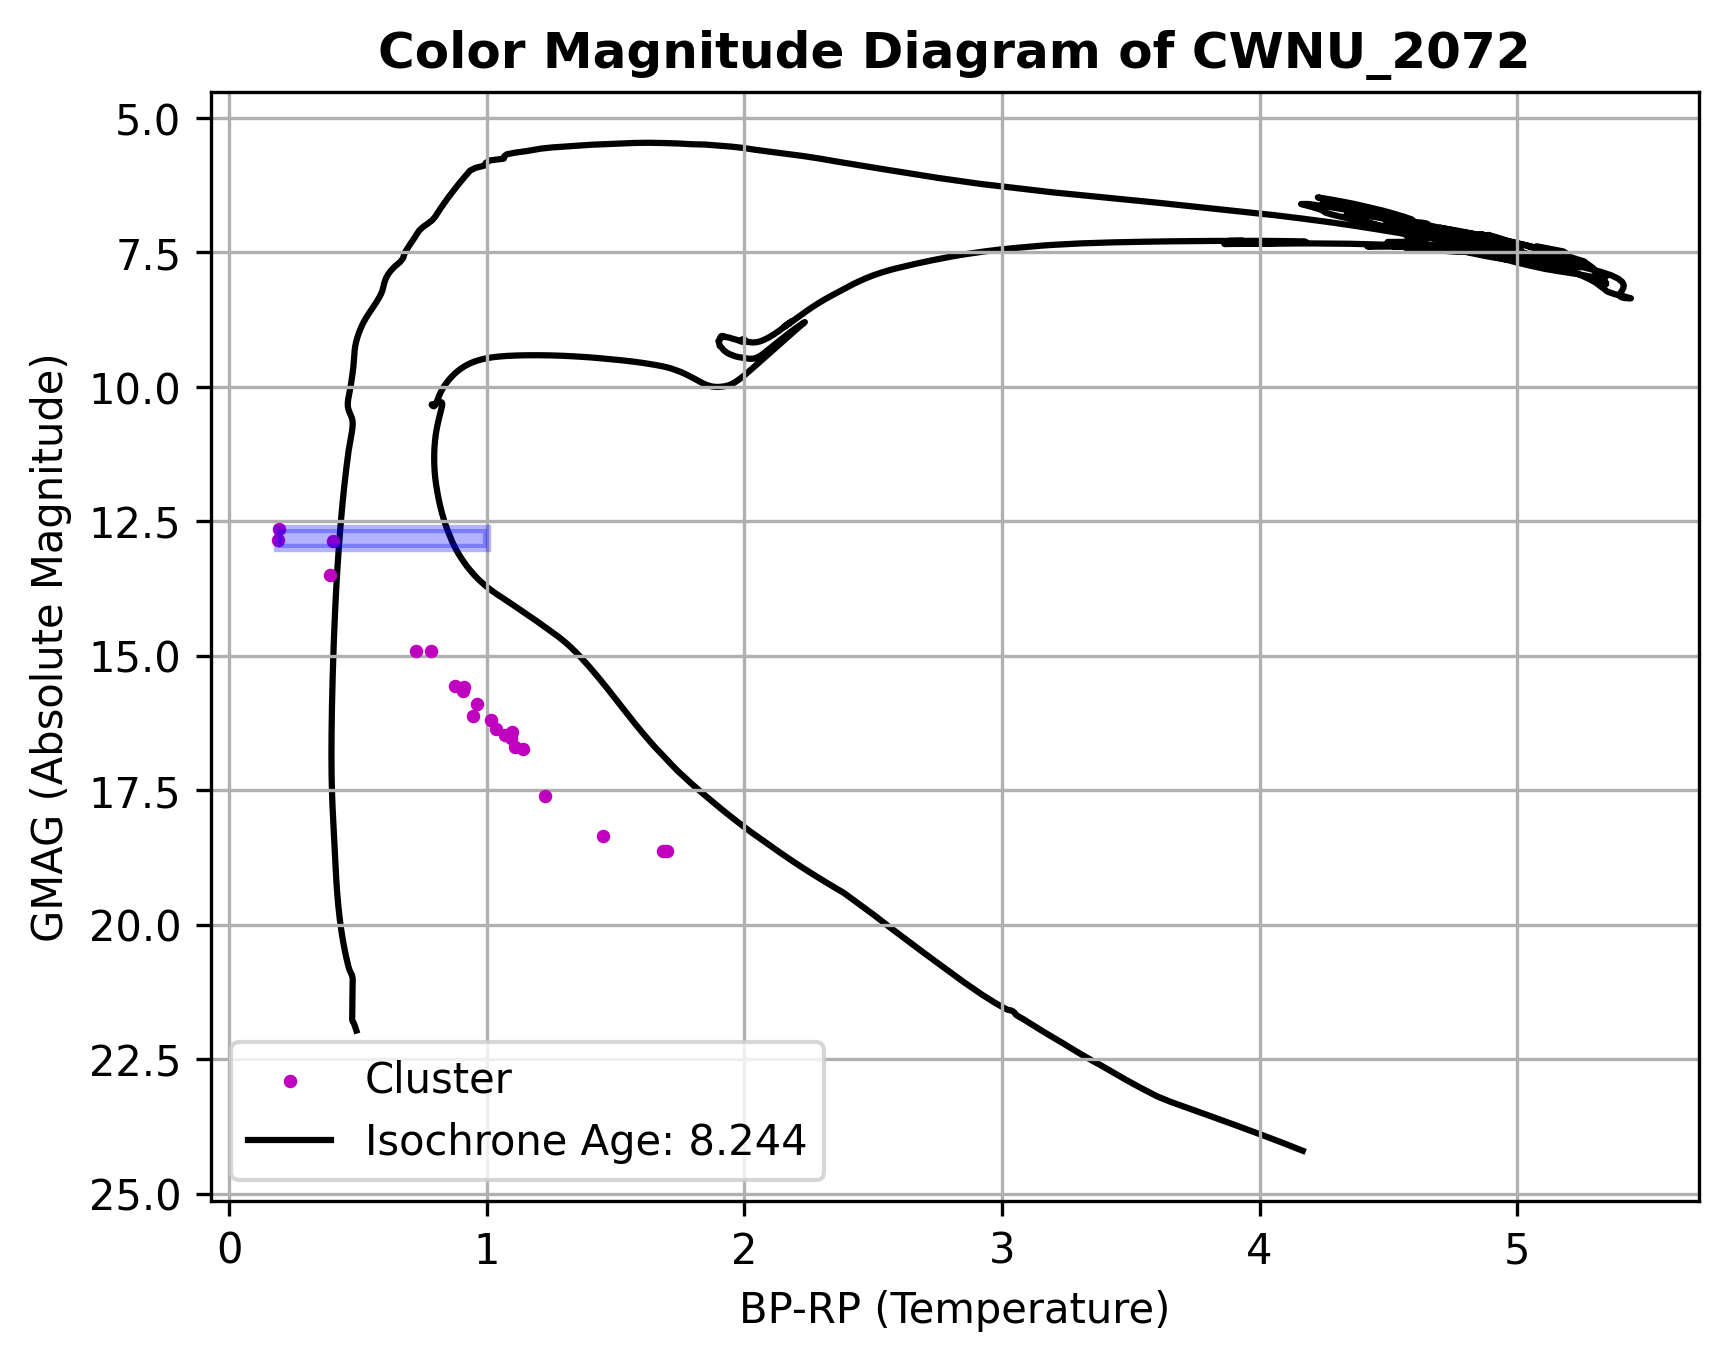 Color Magnitude Diagram of CWNU_2072
GMAG (Absolute Magnitude)
5.0
7.5
10.0
12.5
15.0
17.5
20.0
22.5
25.0
Cluster
Isochrone Age: 8.244
0 1 2 3 4 5
BP-RP (Temperature)